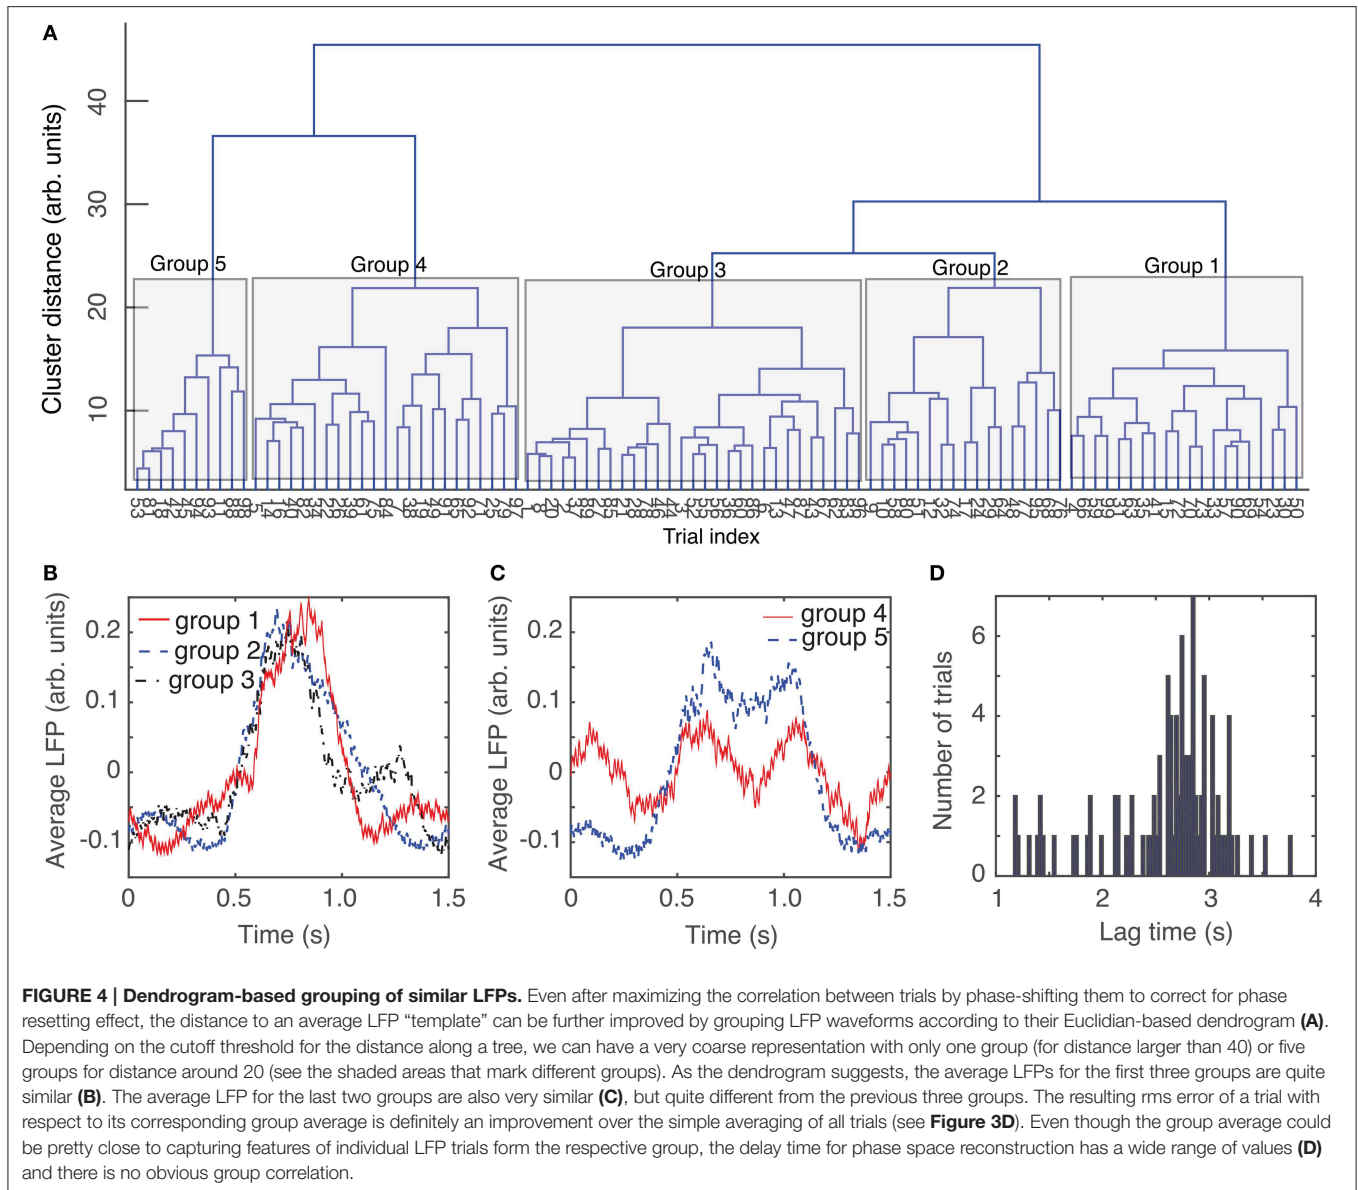 A
Cluster distance (arb. units)
40
30
20
10
Group 5
Group 4
Group 3
Group 2
Group 1
Trial index
B
Average LFP (arb. units)
0.2
0.1
0
-0.1
group 1
group 2
group 3
0
0.5
1.0
1.5
Time (s)
C
Average LFP (arb. units)
0.2
0.1
0
-0.1
group 4
group 5
0
0.5
1.0
1.5
Time (s)
D
Number of trials
6
4
2
0
1
2
3
4
Lag time (s)
FIGURE 4 | Dendrogram-based grouping of similar LFPs. Even after maximizing the correlation between trials by phase-shifting them to correct for phase
resetting effect, the distance to an average LFP “template” can be further improved by grouping LFP waveforms according to their Euclidian-based dendrogram (A).
Depending on the cutoff threshold for the distance along a tree, we can have a very coarse representation with only one group (for distance larger than 40) or five
groups for distance around 20 (see the shaded areas that mark different groups). As the dendrogram suggests, the average LFPs for the first three groups are quite
similar (B). The average LFP for the last two groups are also very similar (C), but quite different from the previous three groups. The resulting rms error of a trial with
respect to its corresponding group average is definitely an improvement over the simple averaging of all trials (see Figure 3D). Even though the group average could
be pretty close to capturing features of individual LFP trials form the respective group, the delay time for phase space reconstruction has a wide range of values (D)
and there is no obvious group correlation.